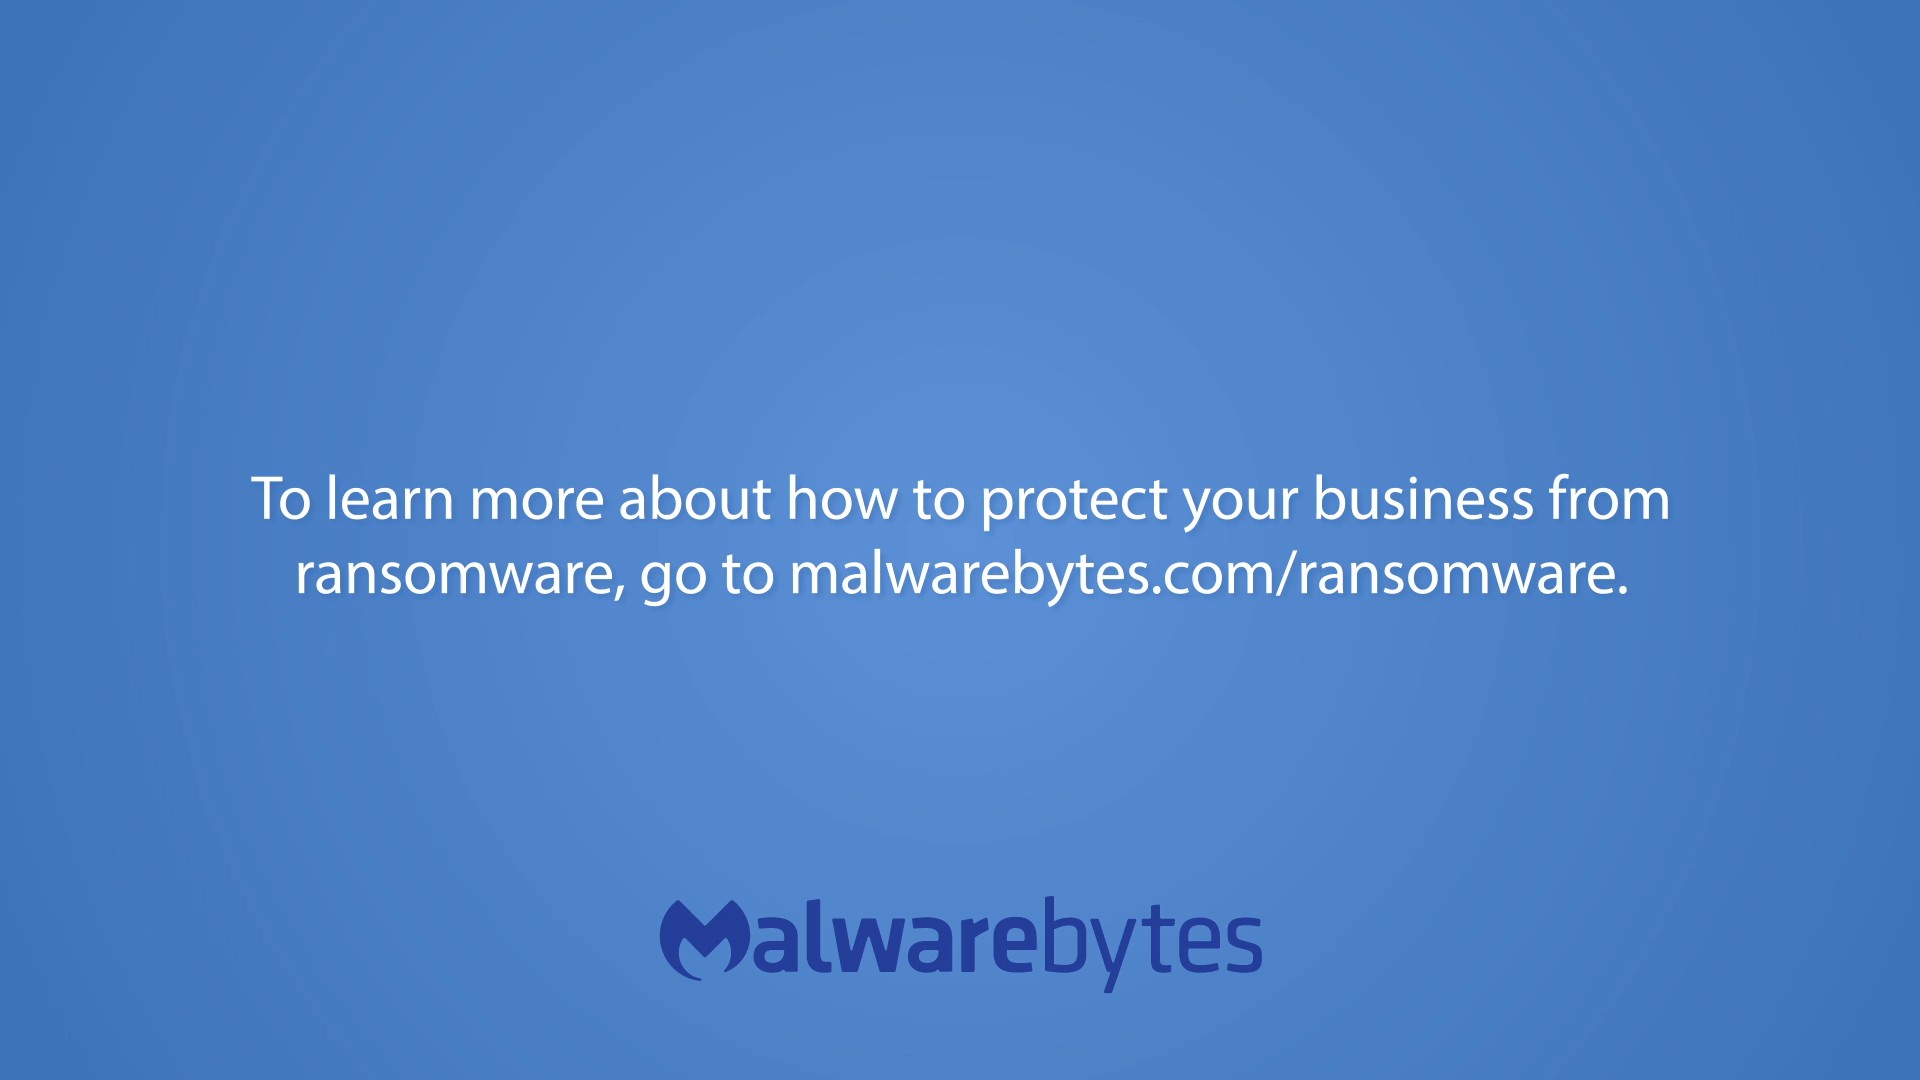 To learn more about how to protect your business from
ransomware, go to malwarebytes.com/ransomware.
Malwarebytes